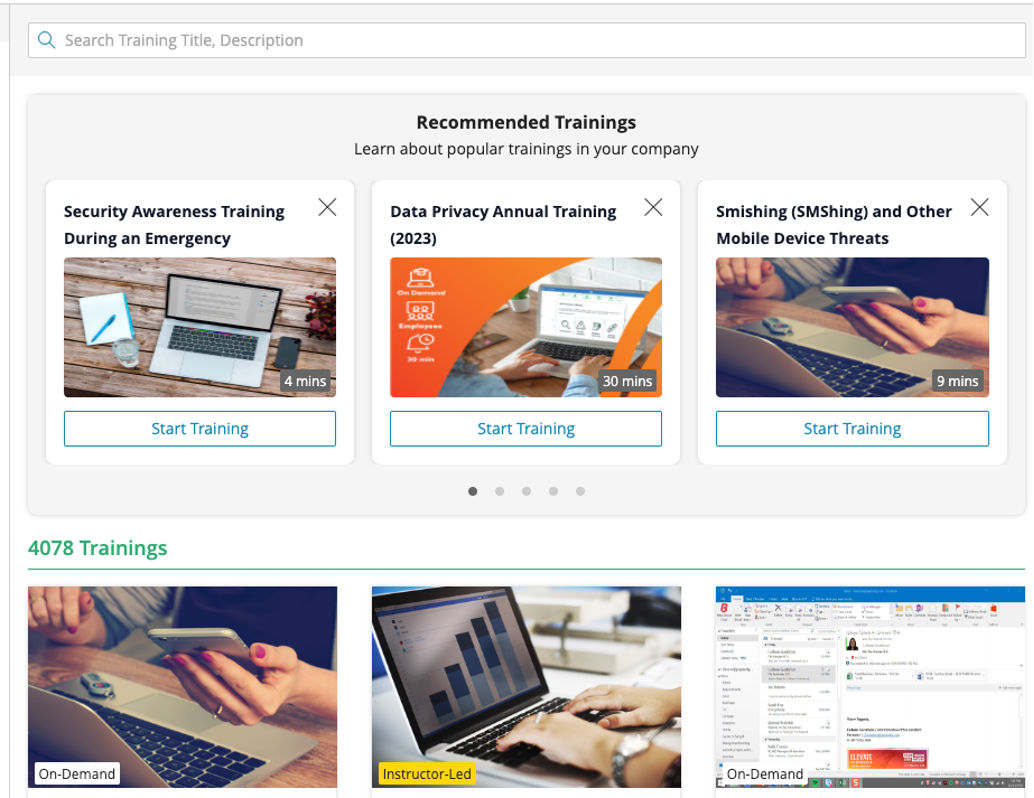 Search Training Title, Description
Recommended Trainings
Learn about popular trainings in your company
Security Awareness Training
During an Emergency
4 mins
Start Training
Data Privacy Annual Training
(2023)
On Demand
Employees
30 min
30 mins
Start Training
Smishing (SMShing) and Other
Mobile Device Threats
9 mins
Start Training
4078 Trainings
On-Demand
Instructor-Led
ELEVATE
On-Demand